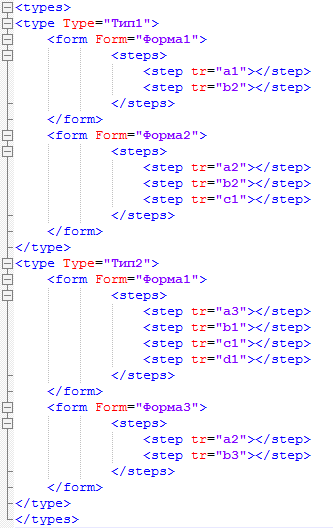 <types>
<type Type="Тип1">
<form Form="Форма1">
<steps>
<step tr="a1"></step>
<step tr="b2"></step>
</steps>
</form>
<form Form="Форма2">
<steps>
<step tr="a2"></step>
<step tr="b2"></step>
<step tr="c1"></step>
</steps>
</form>
</type>
<type Type="Тип2">
<form Form="Форма1">
<steps>
<step tr="a3"></step>
<step tr="b1"></step>
<step tr="c1"></step>
<step tr="d1"></step>
</steps>
</form>
<form Form="Форма3">
<steps>
<step tr="a2"></step>
<step tr="b3"></step>
</steps>
</form>
</type>
</types>